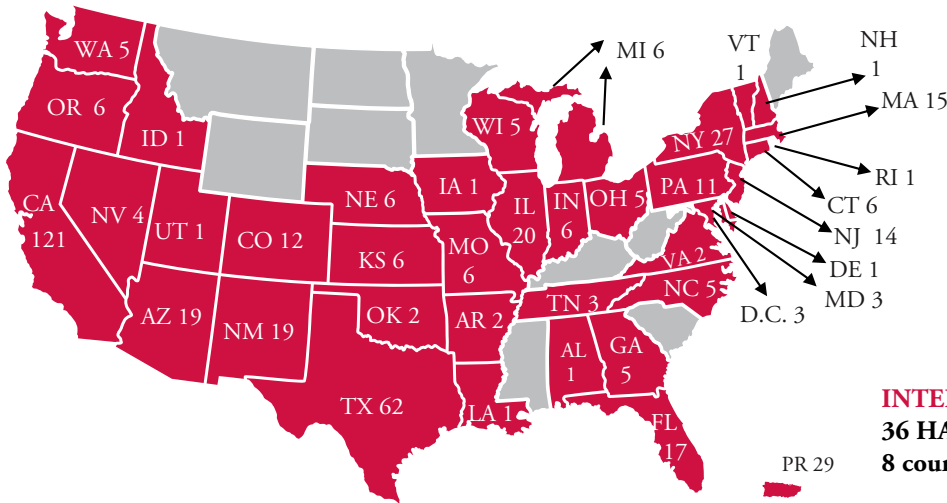 WA 5
MI 6
VT
1
NH
1
OR 6
MA 15
ID 1
WI 5
NY 27
NE 6
IA 1
PA 11
RI 1
CA
121
NV 4
UT 1
CO 12
IL
20
IN
6
OH 5
CT 6
NJ 14
KS 6
MO
6
VA 2
DE 1
MD 3
D.C. 3
AZ 19
NM 19
OK 2
AR 2
TN 3
NC 5
AL
1
GA
5
TX 62
LA 1
FL
17
36
8
PR 29